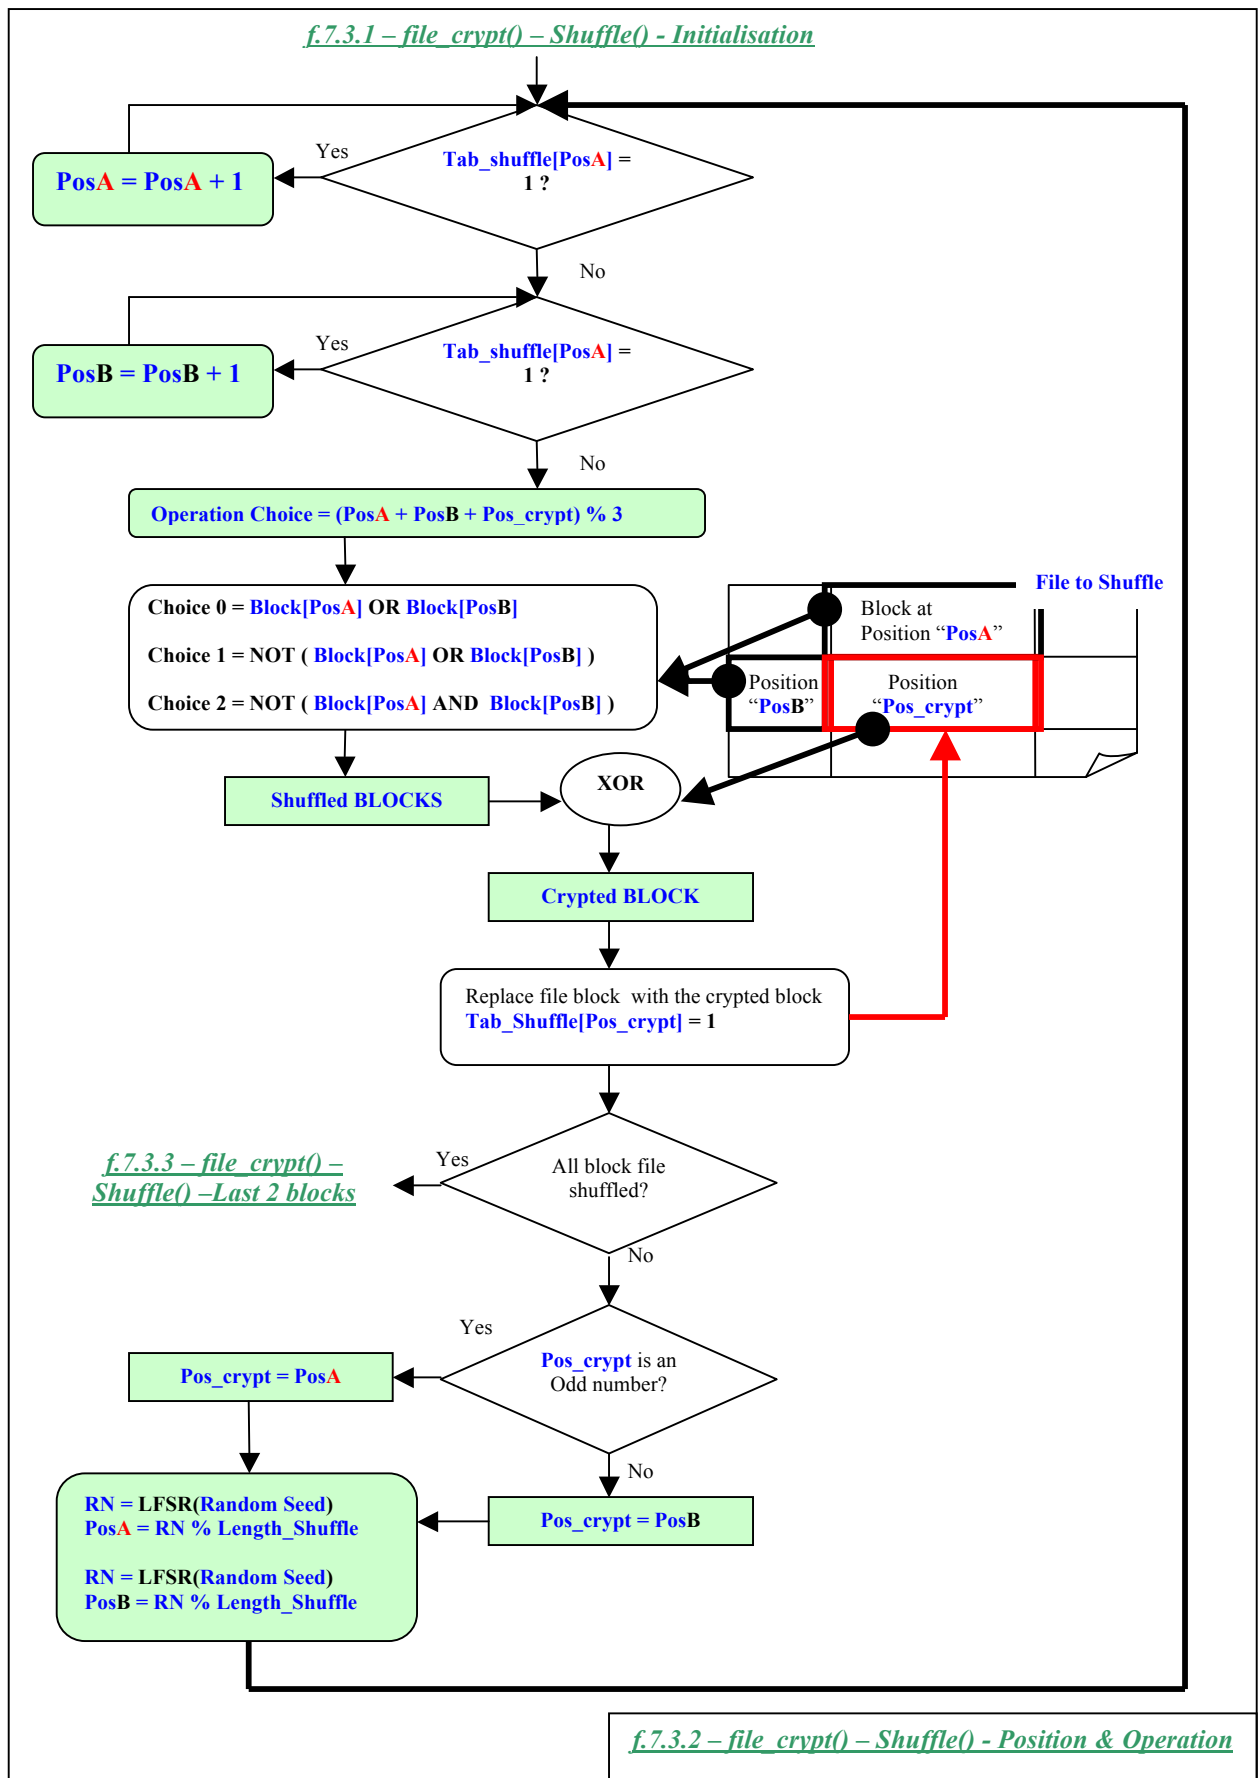 f.7.3.1 – file_crypt() – Shuffle() - Initialisation
Yes
Tab_shuffle[PosA] =
1 ?
PosA = PosA + 1
No
Yes
Tab_shuffle[PosA] =
1 ?
PosB = PosB + 1
No
Operation Choice = (PosA + PosB + Pos_crypt) % 3
Choice 0 = Block[PosA] OR Block[PosB]
Choice 1 = NOT ( Block[PosA] OR Block[PosB] )
Choice 2 = NOT ( Block[PosA] AND Block[PosB] )
File to Shuffle
Block at
Position “PosA”
Position
“PosB”
Position
“Pos_crypt”
Shuffled BLOCKS
XOR
Crypted BLOCK
Replace file block with the crypted block
Tab_Shuffle[Pos_crypt] = 1
All block file
shuffled?
Yes
f.7.3.3 – file_crypt() –
Shuffle() –Last 2 blocks
No
Yes
Pos_crypt is an
Odd number?
Pos_crypt = PosA
No
Pos_crypt = PosB
RN = LFSR(Random Seed)
PosA = RN % Length_Shuffle
RN = LFSR(Random Seed)
PosB = RN % Length_Shuffle
f.7.3.2 – file_crypt() – Shuffle() - Position & Operation